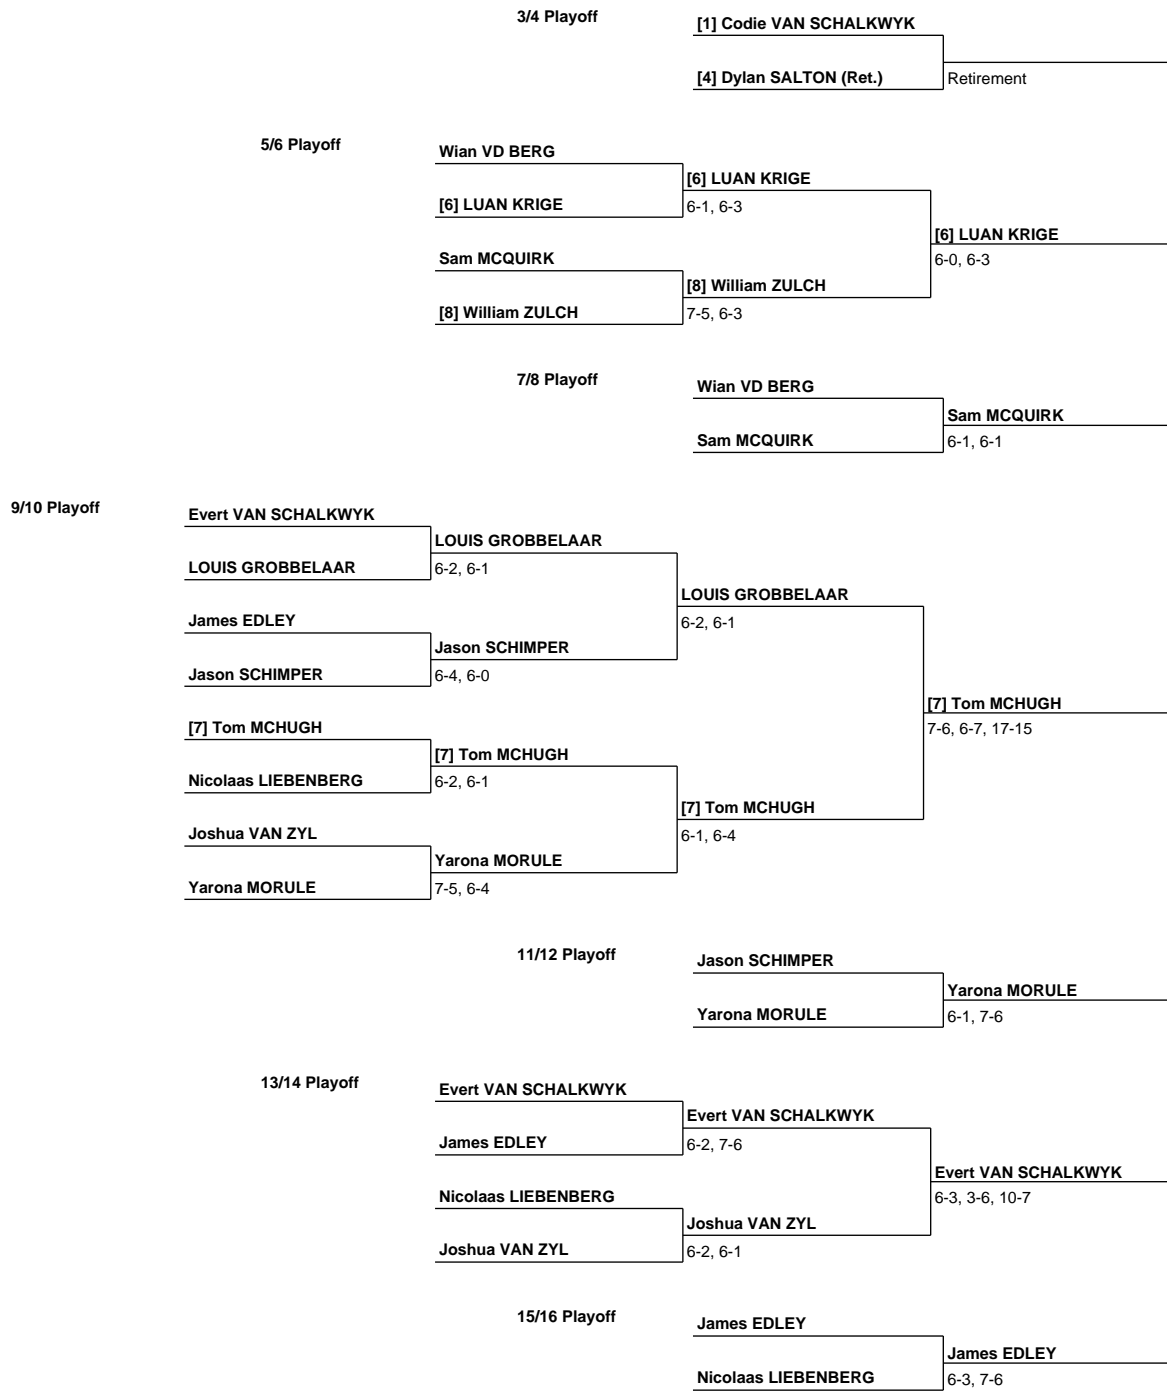 3/4 Playoff
[1] Codie VAN SCHALKWYK
[4] Dylan SALTON (Ret.)
Retirement
5/6 Playoff
Wian VD BERG
[6] LUAN KRIGE
[6] LUAN KRIGE
6-1, 6-3
[6] LUAN KRIGE
Sam MCQUIRK
6-0, 6-3
[8] William ZULCH
[8] William ZULCH
7-5, 6-3
7/8 Playoff
Wian VD BERG
Sam MCQUIRK
Sam MCQUIRK
6-1, 6-1
9/10 Playoff
Evert VAN SCHALKWYK
LOUIS GROBBELAAR
LOUIS GROBBELAAR
6-2, 6-1
LOUIS GROBBELAAR
James EDLEY
6-2, 6-1
Jason SCHIMPER
Jason SCHIMPER
6-4, 6-0
[7] Tom MCHUGH
[7] Tom MCHUGH
7-6, 6-7, 17-15
[7] Tom MCHUGH
Nicolaas LIEBENBERG
6-2, 6-1
[7] Tom MCHUGH
Joshua VAN ZYL
6-1, 6-4
Yarona MORULE
Yarona MORULE
7-5, 6-4
11/12 Playoff
Jason SCHIMPER
Yarona MORULE
Yarona MORULE
6-1, 7-6
13/14 Playoff
Evert VAN SCHALKWYK
Evert VAN SCHALKWYK
James EDLEY
6-2, 7-6
Evert VAN SCHALKWYK
Nicolaas LIEBENBERG
6-3, 3-6, 10-7
Joshua VAN ZYL
Joshua VAN ZYL
6-2, 6-1
15/16 Playoff
James EDLEY
James EDLEY
Nicolaas LIEBENBERG
6-3, 7-6